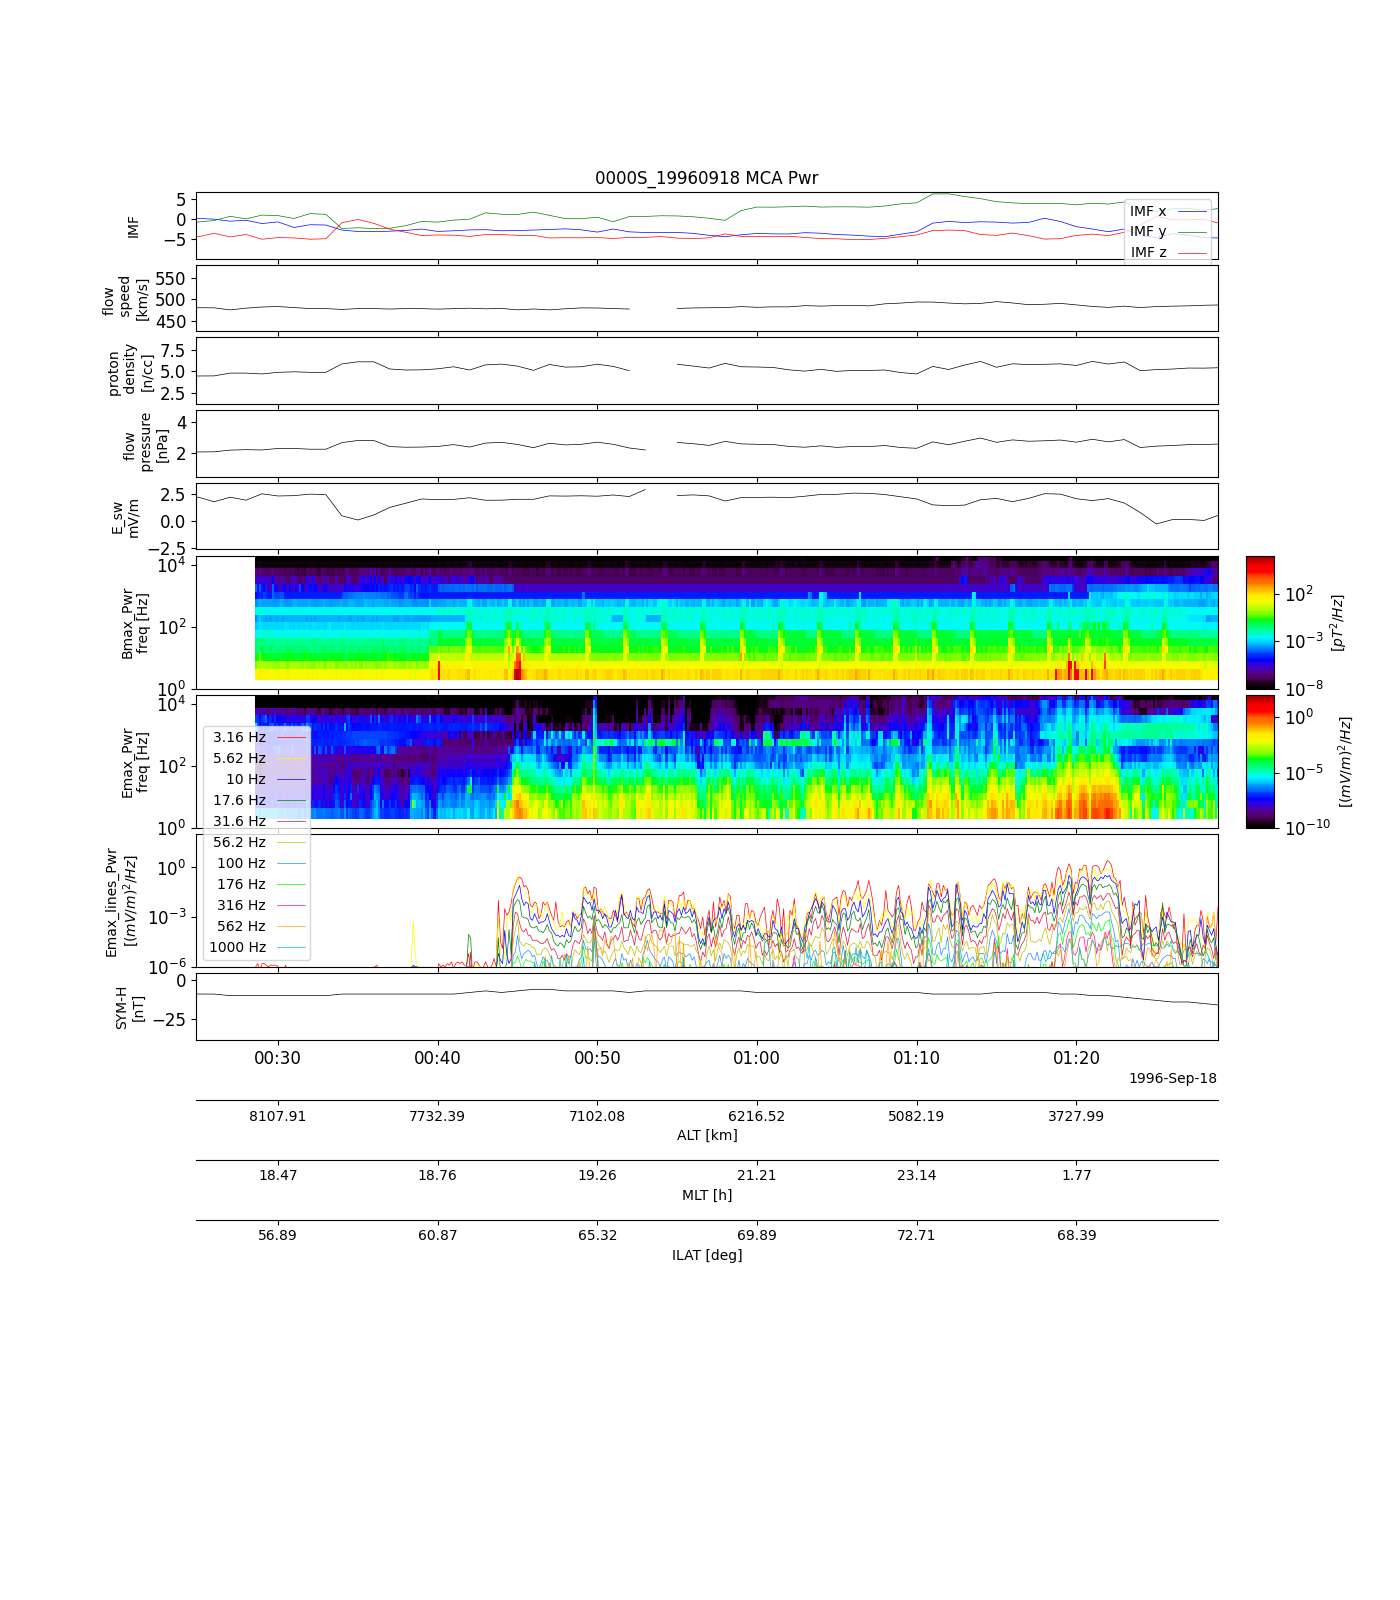 0000S_19960918 MCA Pwr
5
0
−5
IMF
IMF x
IMF y
IMF z
550
500
450
flow
speed
[km/s]
7.5
5.0
2.5
proton
density
[n/cc]
4
2
flow
pressure
[nPa]
2.5
0.0
−2.5
E_sw
mV/m
10^4
10^2
10^0
Bmax_Pwr
freq [Hz]
10^2
10^−3
10^−8
[pT^2/Hz]
10^4
10^2
10^0
Emax_Pwr
freq [Hz]
10^0
10^−5
10^−10
[(mV/m)^2/Hz]
3.16 Hz
5.62 Hz
10 Hz
17.6 Hz
31.6 Hz
56.2 Hz
100 Hz
176 Hz
316 Hz
562 Hz
1000 Hz
10^0
10^−3
10^−6
Emax_lines_Pwr
[(mV/m)^2/Hz]
0
−25
SYM-H
[nT]
00:30 00:40 00:50 01:00 01:10 01:20
1996-Sep-18
8107.91 7732.39 7102.08 6216.52 5082.19 3727.99
ALT [km]
18.47 18.76 19.26 21.21 23.14 1.77
MLT [h]
56.89 60.87 65.32 69.89 72.71 68.39
ILAT [deg]